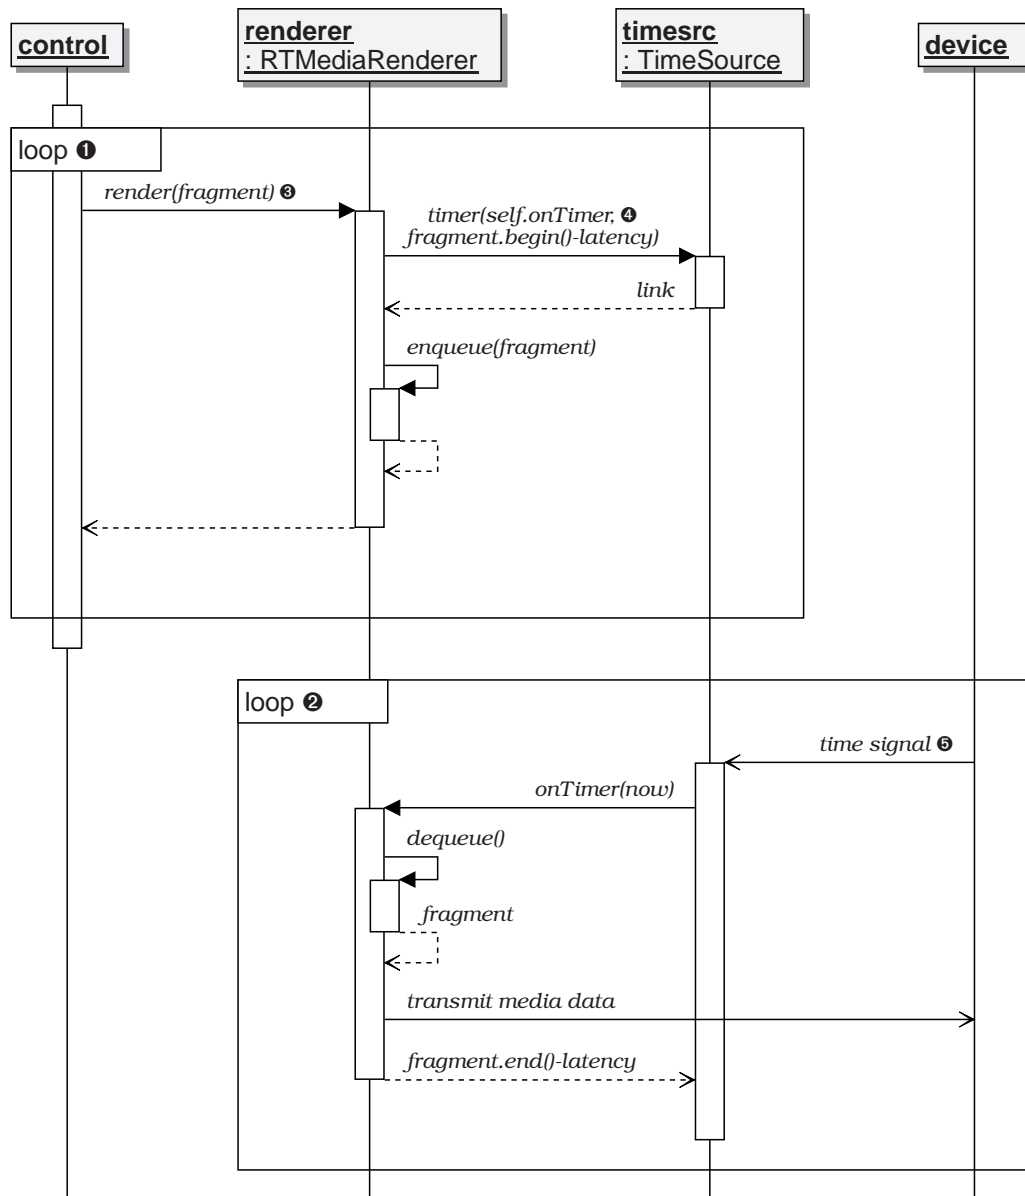 control
renderer
: RTMediaRenderer
timesrc
: TimeSource
device
loop ❶
render(fragment) ❸
timer(self.onTimer, ❹
fragment.begin()-latency)
link
enqueue(fragment)
loop ❷
time signal ❺
onTimer(now)
dequeue()
fragment
transmit media data
fragment.end()-latency